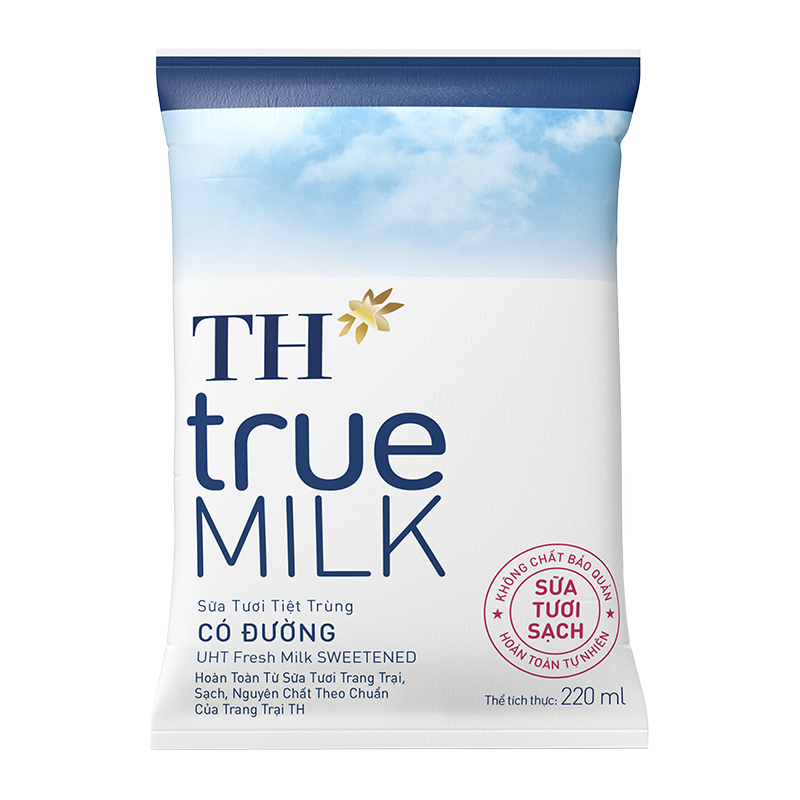 TH
true
MILK
Sữa Tươi Tiệt Trùng
CÓ ĐƯỜNG
UHT Fresh Milk SWEETENED
Hoàn Toàn Từ Sữa Tươi Trang Trại,
Sạch, Nguyên Chất Theo Chuẩn
Của Trang Trại TH
KHÔNG CHẤT BẢO QUẢN
SỮA
TƯƠI
SẠCH
HOÀN TOÀN TỰ NHIÊN
Thể tích thực: 220 ml